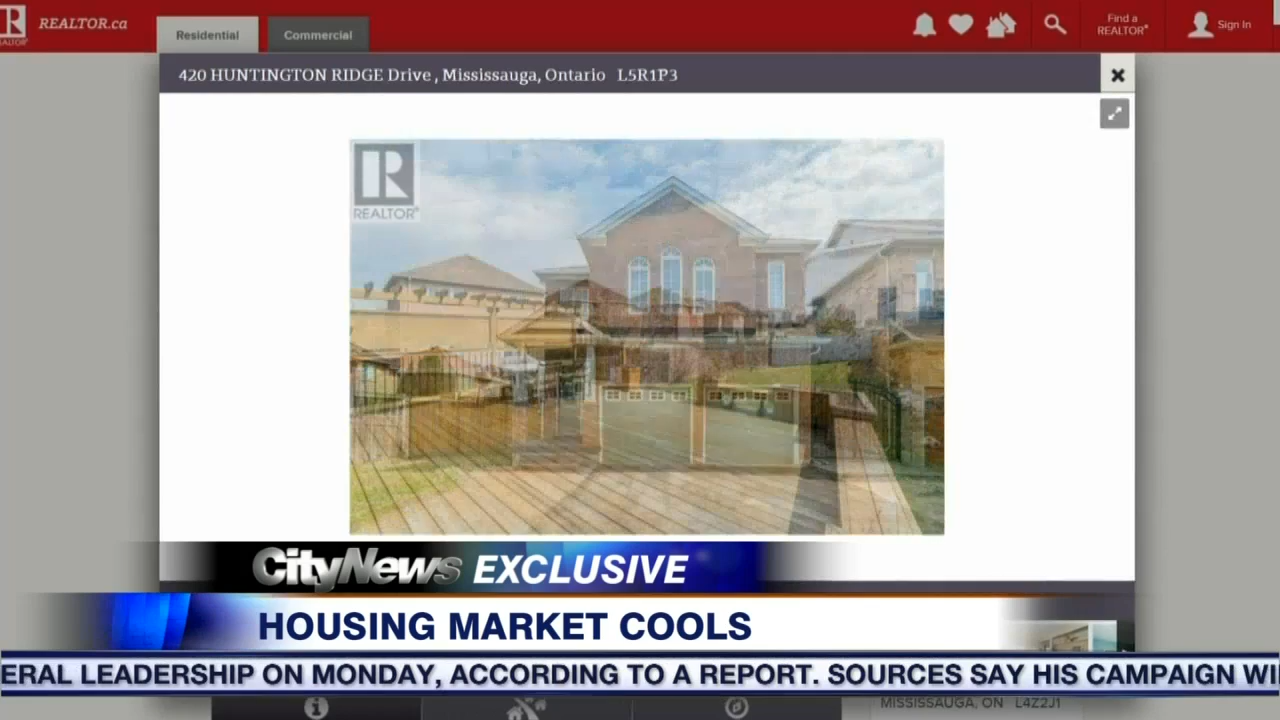 REALTOR.ca
REALTOR
Residential
Commercial
Find a
REALTOR®
Sign In
420 HUNTINGTON RIDGE Drive , Mississauga, Ontario L5R1P3
R
REALTOR®
CityNews EXCLUSIVE
HOUSING MARKET COOLS
ERAL LEADERSHIP ON MONDAY, ACCORDING TO A REPORT. SOURCES SAY HIS CAMPAIGN WI
MISSISSAUGA, ON L4Z2J1